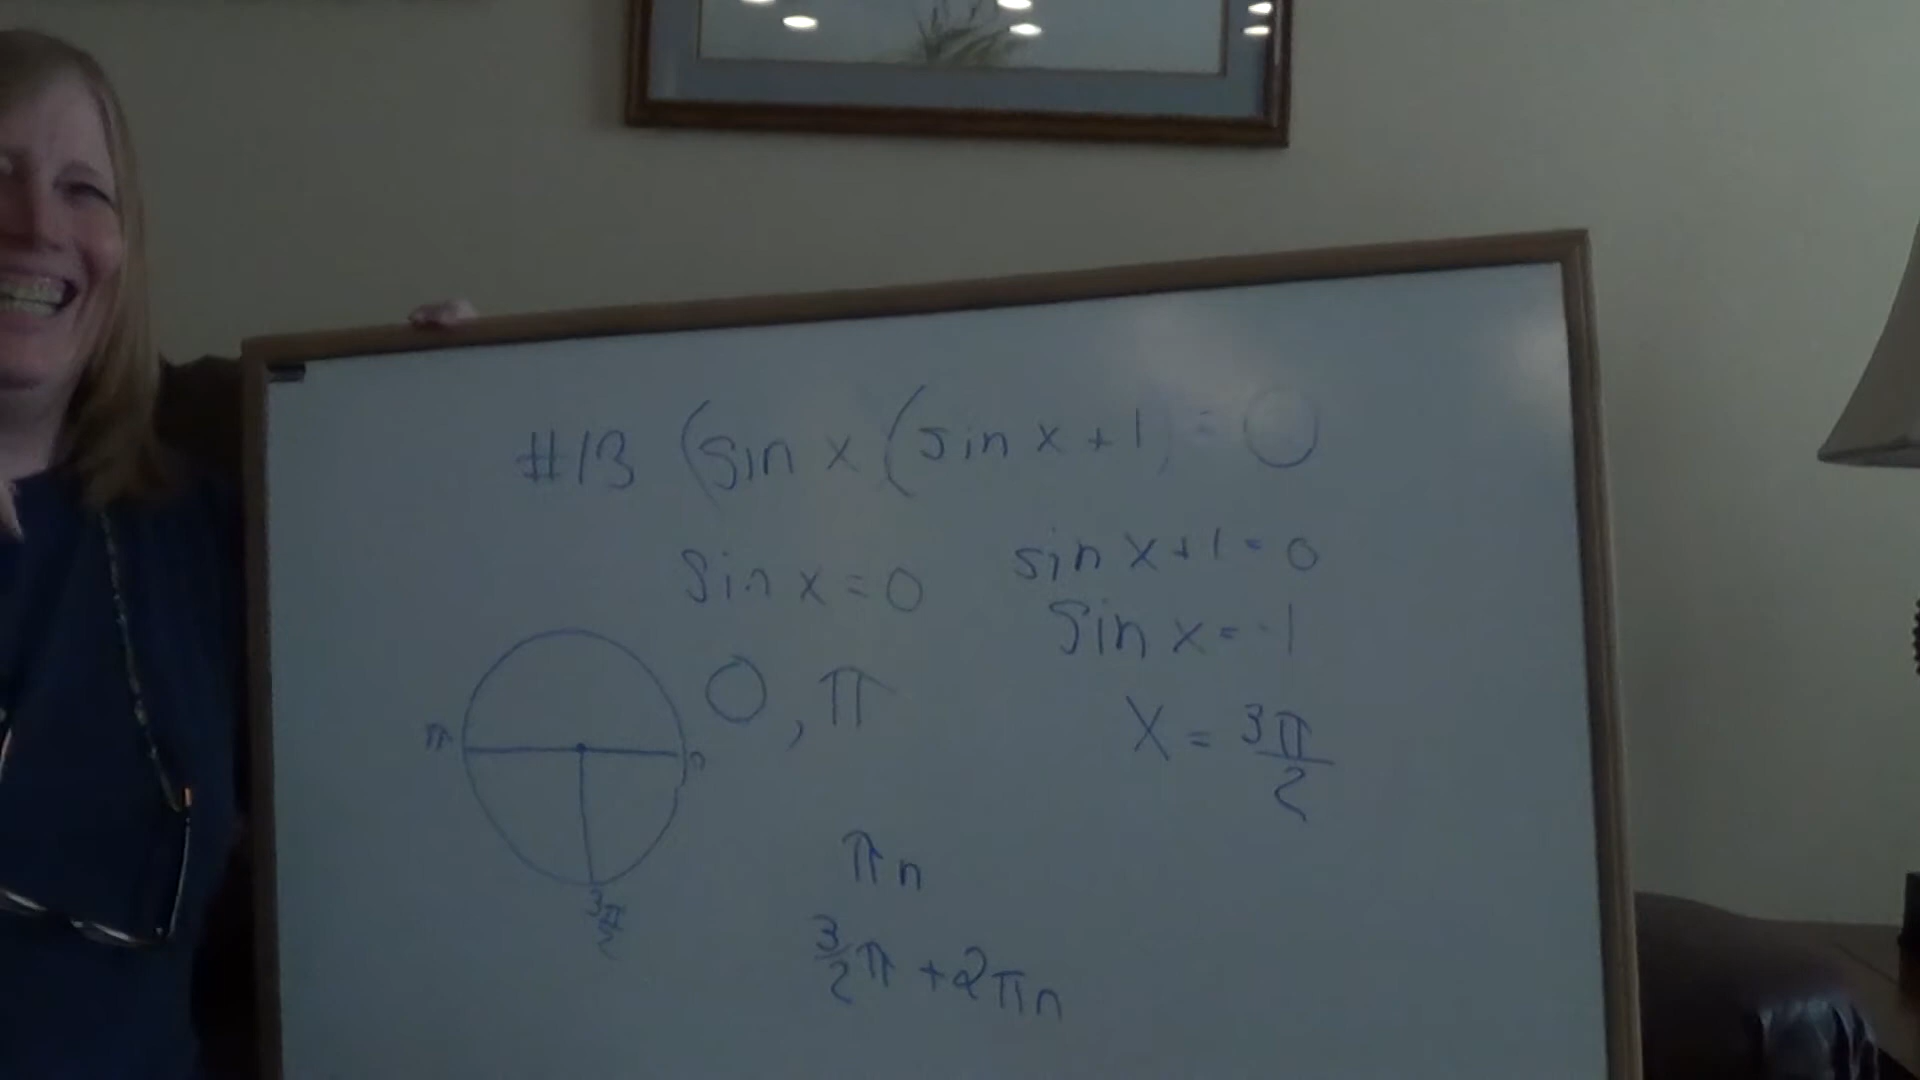 #13 (sin x (sin x + 1) = 0
sin x = 0
sin x + 1 = 0
sin x = -1
0, π
x = 3π/2
π
0
3π/2
πn
3/2 π + 2πn